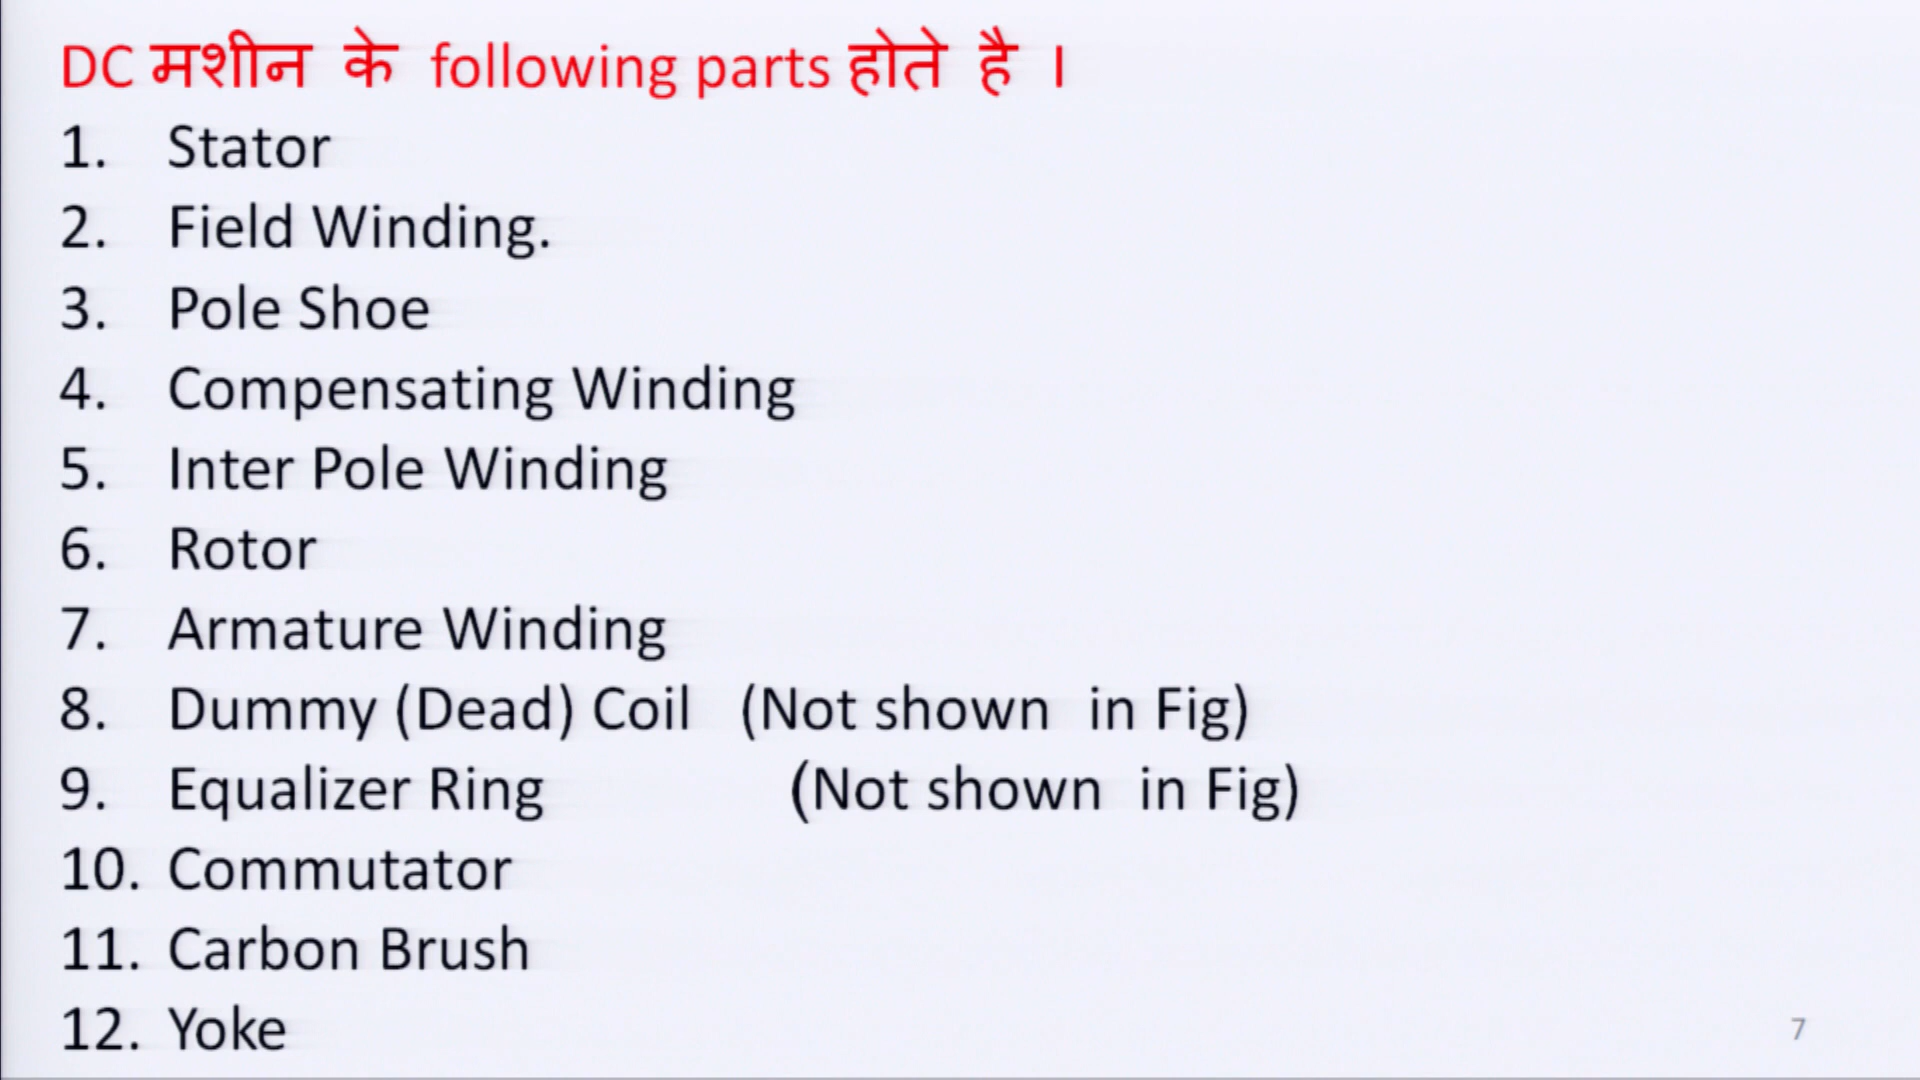 DC मशीन के following parts होते है ।
1. Stator
2. Field Winding.
3. Pole Shoe
4. Compensating Winding
5. Inter Pole Winding
6. Rotor
7. Armature Winding
8. Dummy (Dead) Coil (Not shown in Fig)
9. Equalizer Ring (Not shown in Fig)
10. Commutator
11. Carbon Brush
12. Yoke
7